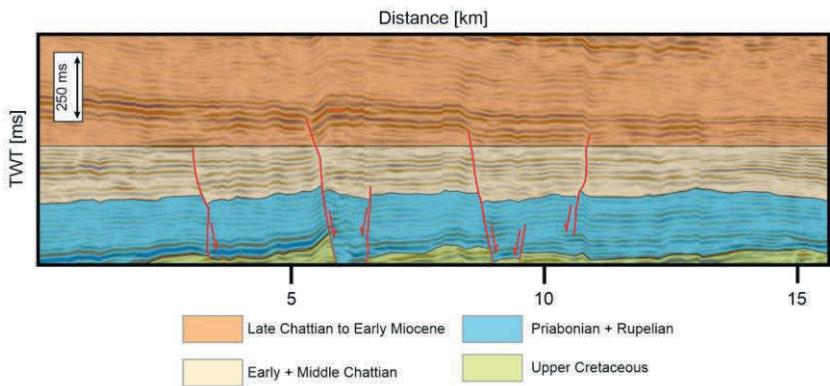 Distance [km]
250 ms
TWT [ms]
5 10 15
Late Chattian to Early Miocene
Priabonian + Rupelian
Early + Middle Chattian
Upper Cretaceous